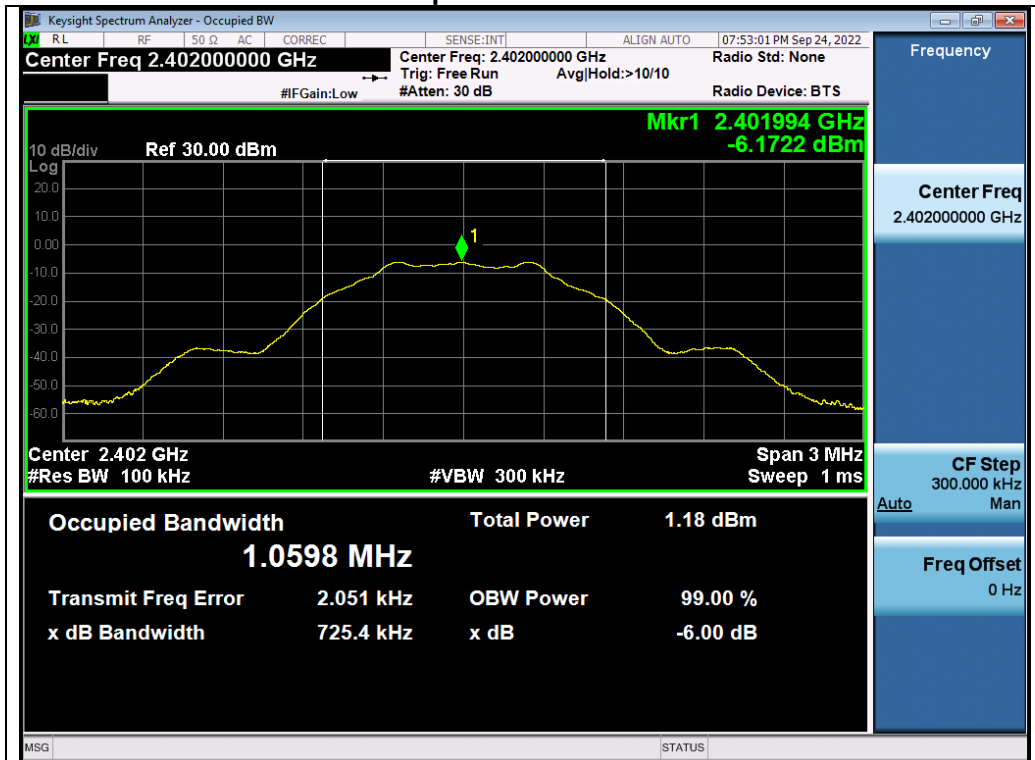 Keysight Spectrum Analyzer - Occupied BW
LXI RL RF 50 Ω AC CORREC SENSE:INT ALIGN AUTO 07:53:01 PM Sep 24, 2022
Center Freq 2.402000000 GHz Center Freq: 2.402000000 GHz Radio Std: None
Trig: Free Run Avg|Hold:>10/10
#IFGain:Low #Atten: 30 dB Radio Device: BTS
Frequency
Mkr1 2.401994 GHz
-6.1722 dBm
10 dB/div Ref 30.00 dBm
Log
20.0
10.0
0.00
-10.0
-20.0
-30.0
-40.0
-50.0
-60.0
1
Center 2.402 GHz Span 3 MHz
#Res BW 100 kHz #VBW 300 kHz Sweep 1 ms
Center Freq
2.402000000 GHz
CF Step
300.000 kHz
Auto Man
Freq Offset
0 Hz
Occupied Bandwidth Total Power 1.18 dBm
1.0598 MHz
Transmit Freq Error 2.051 kHz OBW Power 99.00 %
x dB Bandwidth 725.4 kHz x dB -6.00 dB
MSG STATUS